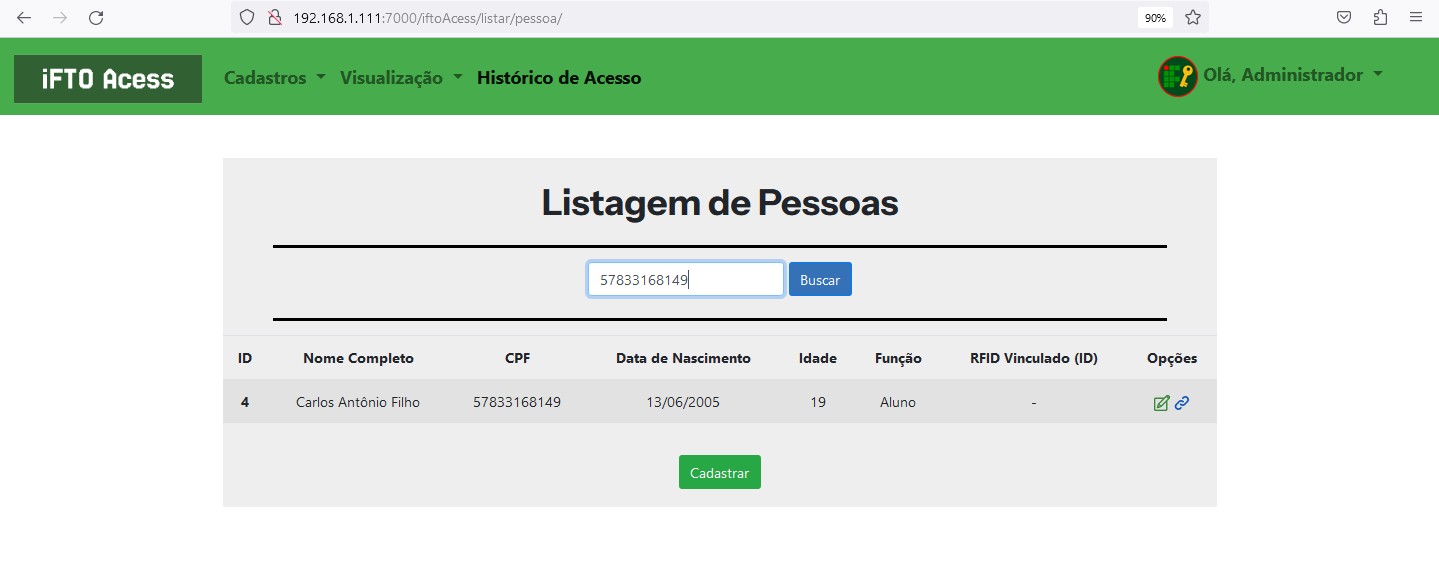 192.168.1.111:7000/iftoAcess/listar/pessoa/ 90%
iFTO Acess Cadastros Visualização Histórico de Acesso Olá, Administrador
Listagem de Pessoas
57833168149 Buscar
ID Nome Completo CPF Data de Nascimento Idade Função RFID Vinculado (ID) Opções
4 Carlos Antônio Filho 57833168149 13/06/2005 19 Aluno -
Cadastrar